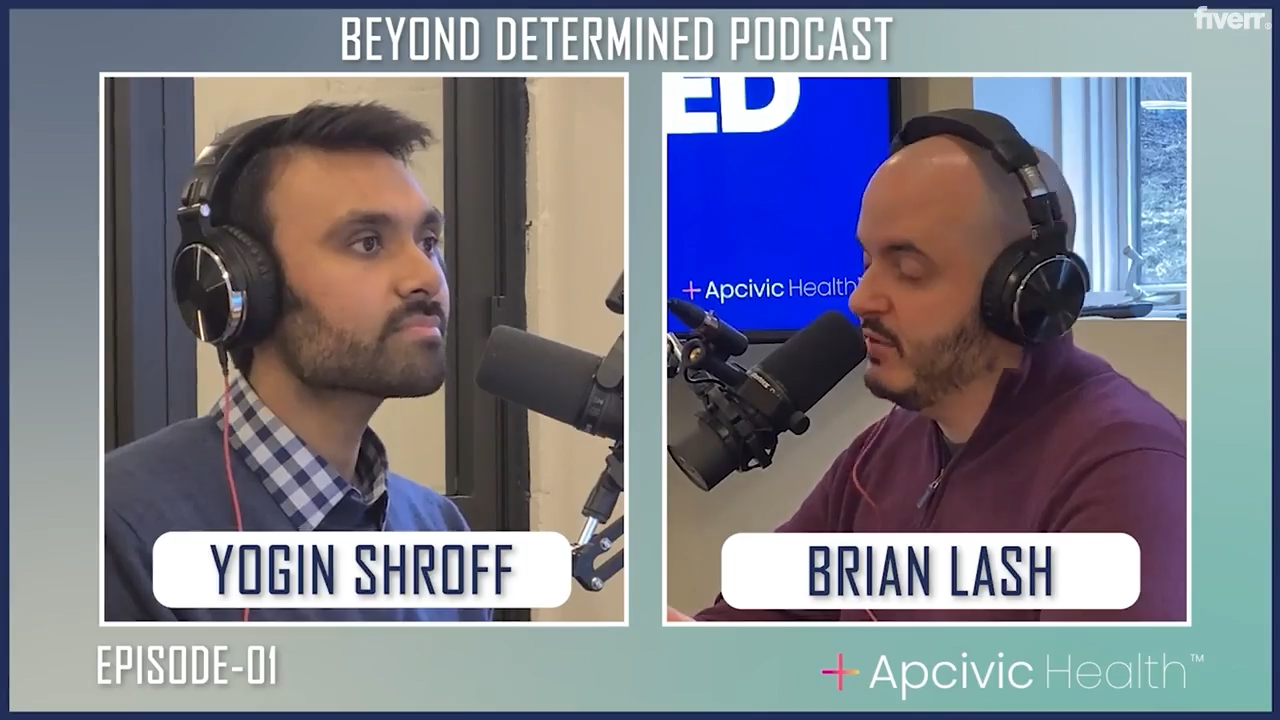 BEYOND DETERMINED PODCAST
fiverr.
ED
Apcivic Health
YOGIN SHROFF
BRIAN LASH
EPISODE-01
Apcivic Health™